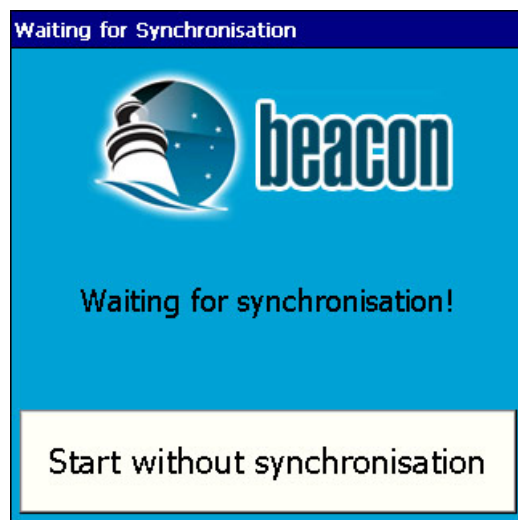 Waiting for Synchronisation
beacon
Waiting for synchronisation!
Start without synchronisation